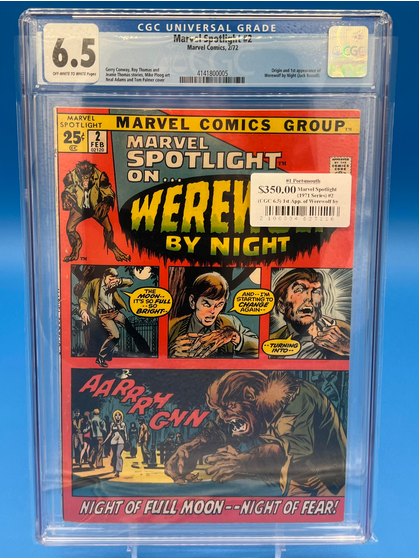 CGC UNIVERSAL GRADE
6.5
OFF-WHITE TO WHITE Pages
Marvel Spotlight #2
Marvel Comics, 2/72
4141800005
Gerry Conway, Roy Thomas and
Jeanie Thomas stories, Mike Ploog art
Neal Adams and Tom Palmer cover
Origin and 1st appearance of
Werewolf by Night (Jack Russell).
CGC
MARVEL
SPOTLIGHT
25¢
2
FEB
02120
MARVEL COMICS GROUP
TM
MARVEL
SPOTLIGHT
ON...
WEREW
BY NIGHT
#1 Portsmouth
$350.00 Marvel Spotlight
(1971 Series) #2
(CGC 6.5) 1st App. of Werewolf by
THE
MOON--
IT'S SO FULL
--SO
BRIGHT--
AND--I'M
STARTING TO
CHANGE
AGAIN--
--TURNING
INTO--
AARRRGHH
NIGHT OF FULL MOON--NIGHT OF FEAR!